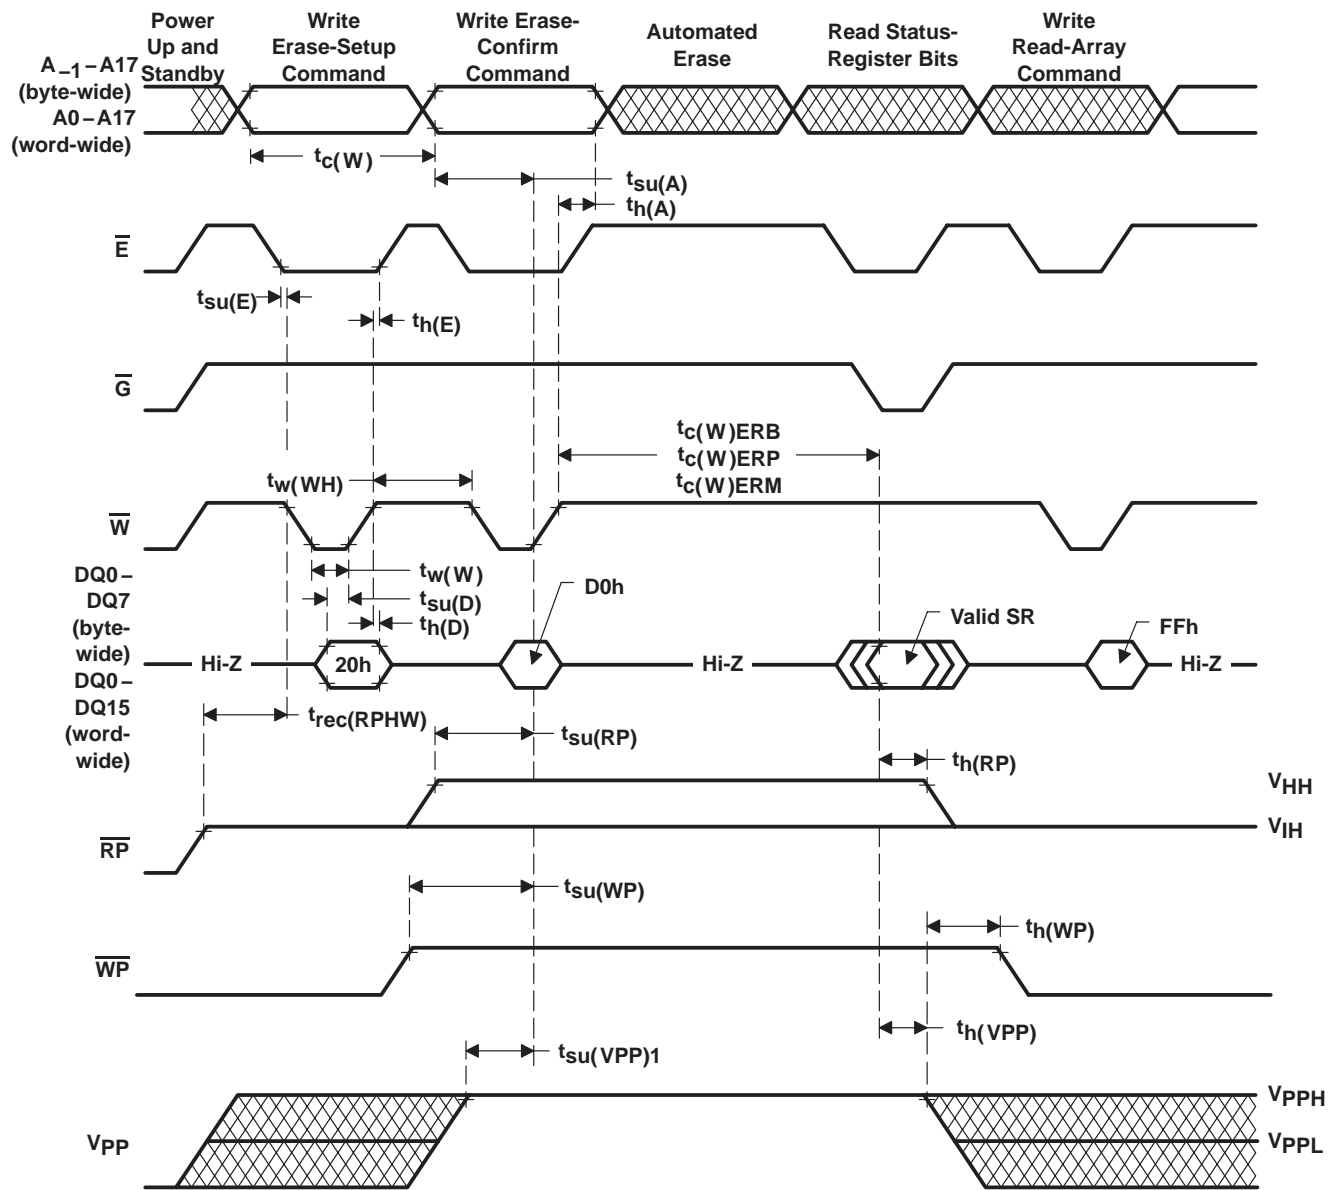 Power
Up and
Standby
Write
Erase-Setup
Command
Write Erase-
Confirm
Command
Automated
Erase
Read Status-
Register Bits
Write
Read-Array
Command
A–1–A17
(byte-wide)
A0–A17
(word-wide)
tc(W)
tsu(A)
th(A)
E
tsu(E)
th(E)
G
tc(W)ERB
tc(W)ERP
tc(W)ERM
tw(WH)
W
DQ0–
DQ7
(byte-
wide)
DQ0–
DQ15
(word-
wide)
tw(W)
tsu(D)
th(D)
D0h
Valid SR
FFh
Hi-Z
20h
Hi-Z
Hi-Z
trec(RPHW)
tsu(RP)
th(RP)
VHH
VIH
RP
tsu(WP)
th(WP)
WP
th(VPP)
tsu(VPP)1
VPPH
VPP
VPPL